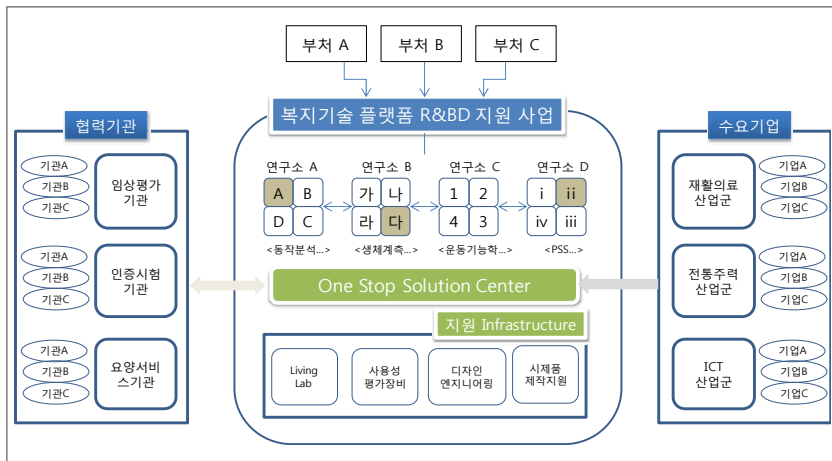 부처 A
부처 B
부처 C
복지기술 플랫폼 R&BD 지원 사업
협력기관
기관A
기관B
기관C
임상평가
기관
기관A
기관B
기관C
인증시험
기관
기관A
기관B
기관C
요양서비
스기관
연구소 A
연구소 B
연구소 C
연구소 D
A B
D C
가 나
라 다
1 2
4 3
i ii
iv iii
<동작분석...>
<생체계측...>
<운동기능학...>
<PSS...>
One Stop Solution Center
지원 Infrastructure
Living
Lab
사용성
평가장비
디자인
엔지니어링
시제품
제작지원
수요기업
재활의료
산업군
기업A
기업B
기업C
전통주력
산업군
기업A
기업B
기업C
ICT
산업군
기업A
기업B
기업C